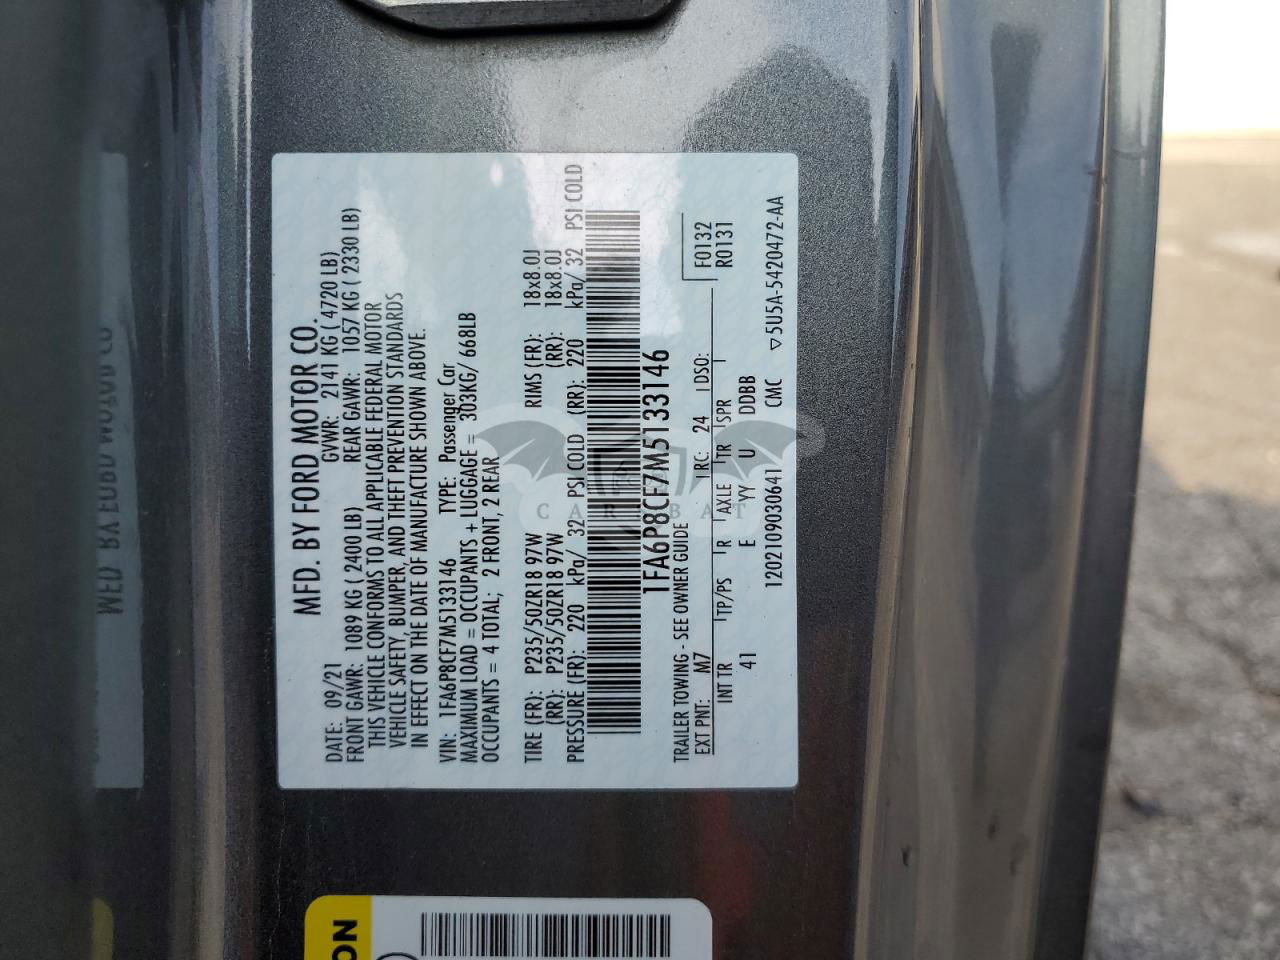 MFD. BY FORD MOTOR CO.
DATE: 09/21 GVWR: 2141 KG ( 4720 LB)
FRONT GAWR: 1089 KG ( 2400 LB) REAR GAWR: 1057 KG ( 2330 LB)
THIS VEHICLE CONFORMS TO ALL APPLICABLE FEDERAL MOTOR
VEHICLE SAFETY, BUMPER, AND THEFT PREVENTION STANDARDS
IN EFFECT ON THE DATE OF MANUFACTURE SHOWN ABOVE.
VIN: 1FA6P8CF7M5133146 TYPE: Passenger Car
MAXIMUM LOAD = OCCUPANTS + LUGGAGE = 303KG/ 668LB
OCCUPANTS = 4 TOTAL; 2 FRONT, 2 REAR
TIRE (FR): P235/50ZR18 97W RIMS (FR): 18x8.0J
(RR): P235/50ZR18 97W (RR): 18x8.0J
PRESSURE (FR): 220 kPa/ 32 PSI COLD (RR): 220 kPa/ 32 PSI COLD
1FA6P8CF7M5133146
TRAILER TOWING - SEE OWNER GUIDE
F0132
R0131
EXT PNT: M7 RC: 24 DSO:
INT TR TP/PS R AXLE TR SPR
41 E YY U DDBB
120210903064​1 CMC ▽5U5A-5420472-AA
CAR BAT
ON